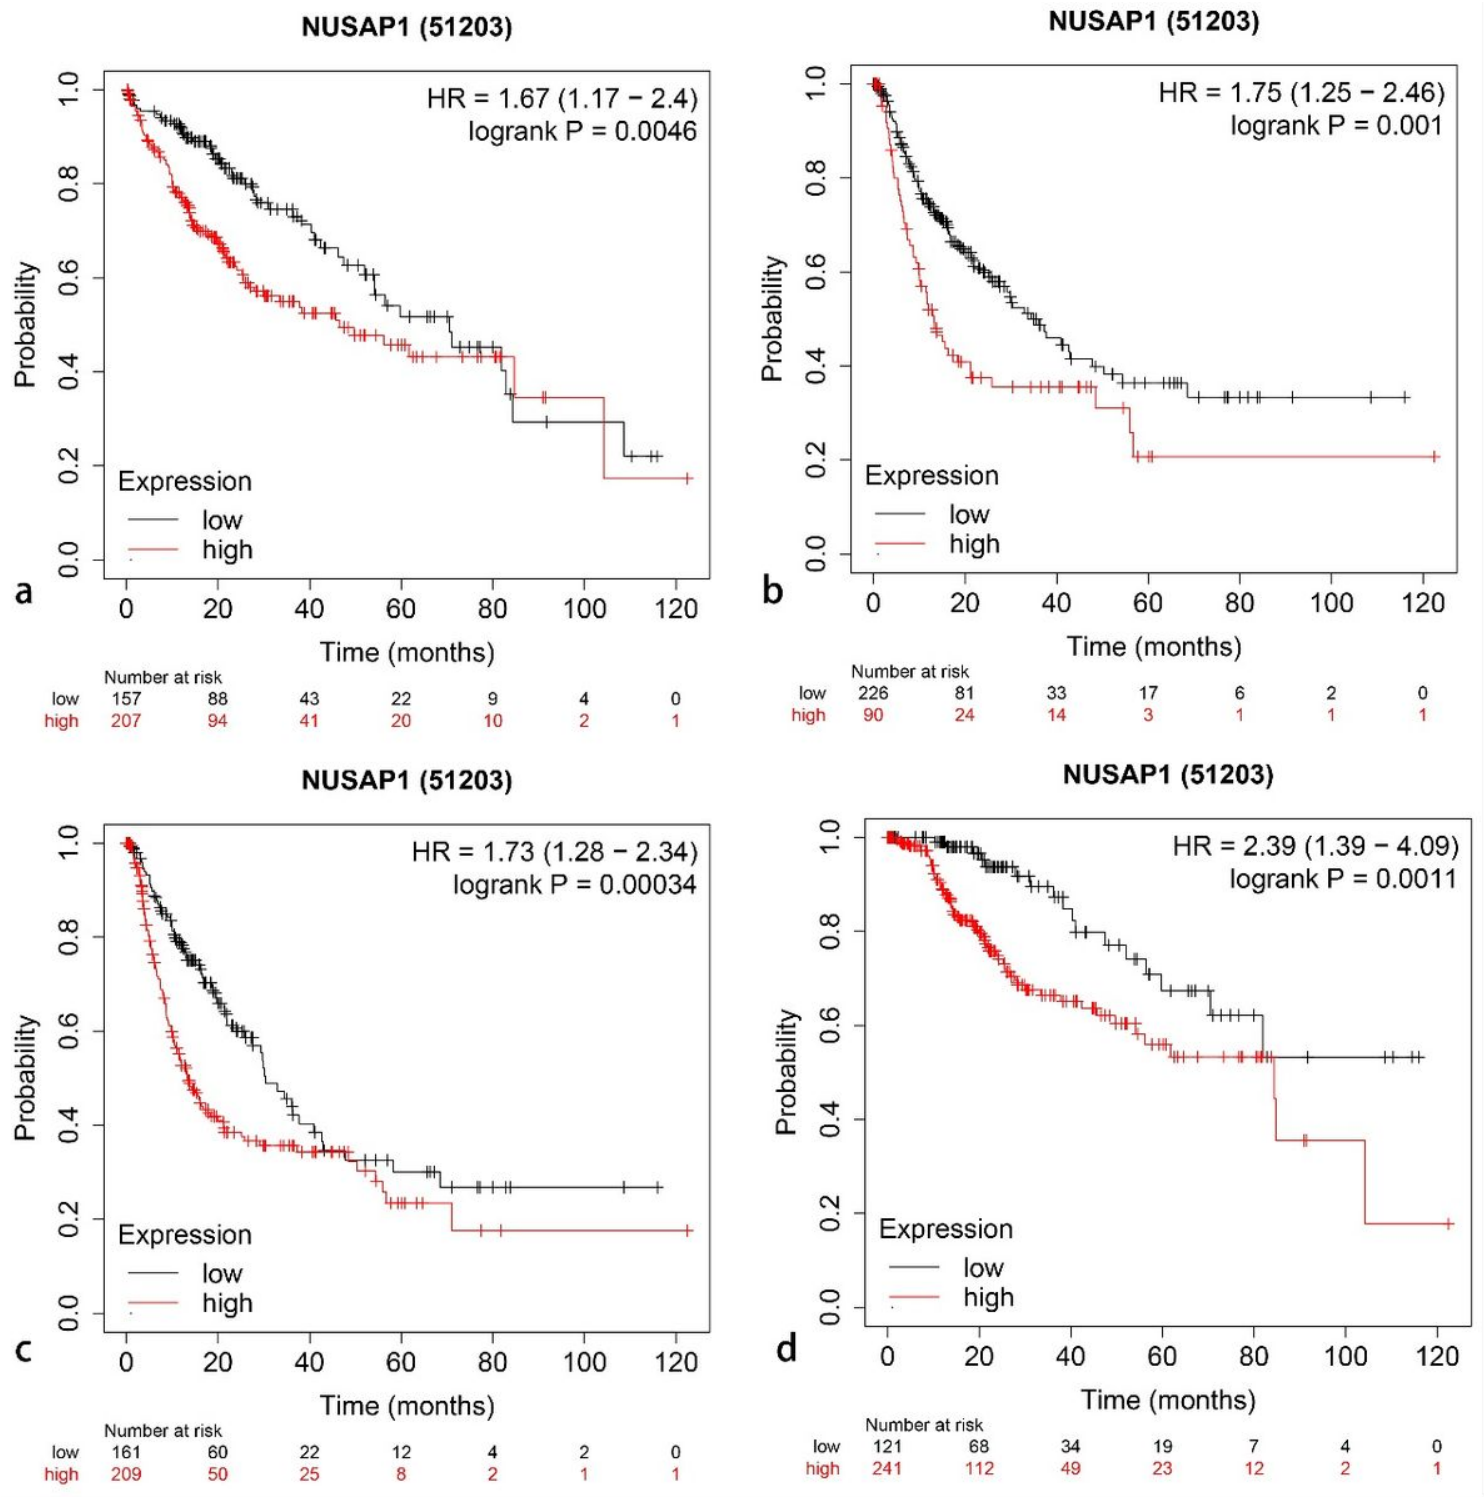 NUSAP1 (51203)
HR = 1.67 (1.17 − 2.4)
logrank P = 0.0046
Probability
0.0 0.2 0.4 0.6 0.8 1.0
Expression
low
high
a
0 20 40 60 80 100 120
Time (months)
Number at risk
low 157 88 43 22 9 4 0
high 207 94 41 20 10 2 1
NUSAP1 (51203)
HR = 1.75 (1.25 − 2.46)
logrank P = 0.001
Probability
0.0 0.2 0.4 0.6 0.8 1.0
Expression
low
high
b
0 20 40 60 80 100 120
Time (months)
Number at risk
low 226 81 33 17 6 2 0
high 90 24 14 3 1 1 1
NUSAP1 (51203)
HR = 1.73 (1.28 − 2.34)
logrank P = 0.00034
Probability
0.0 0.2 0.4 0.6 0.8 1.0
Expression
low
high
c
0 20 40 60 80 100 120
Time (months)
Number at risk
low 161 60 22 12 4 2 0
high 209 50 25 8 2 1 1
NUSAP1 (51203)
HR = 2.39 (1.39 − 4.09)
logrank P = 0.0011
Probability
0.0 0.2 0.4 0.6 0.8 1.0
Expression
low
high
d
0 20 40 60 80 100 120
Time (months)
Number at risk
low 121 68 34 19 7 4 0
high 241 112 49 23 12 2 1